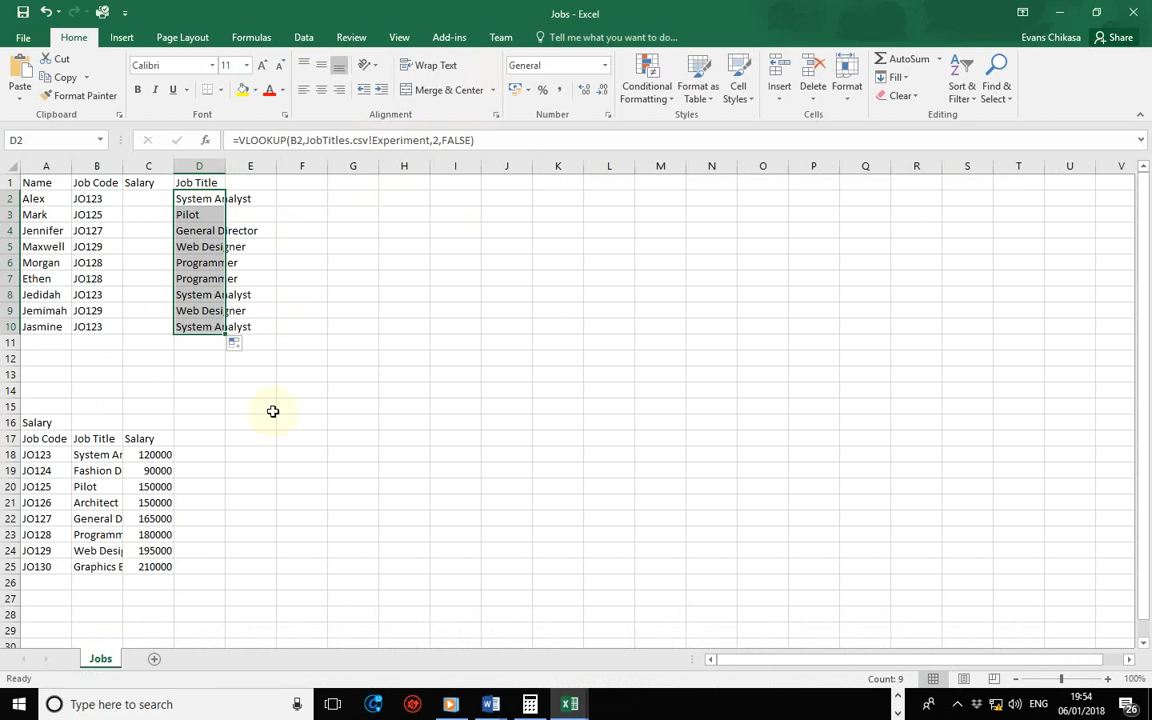 Jobs - Excel
File Home Insert Page Layout Formulas Data Review View Add-ins Team Tell me what you want to do... Evans Chikasa Share
Cut
Copy
Format Painter
Paste
Clipboard
Calibri 11
B I U
Font
Wrap Text
Merge & Center
Alignment
General
%
Number
Conditional Formatting
Format as Table
Cell Styles
Styles
Insert Delete Format
Cells
AutoSum
Fill
Clear
Sort & Filter
Find & Select
Editing
D2 fx =VLOOKUP(B2,JobTitles.csv!Experiment,2,FALSE)
A B C D E F G H I J K L M N O P Q R S T U V
1 Name Job Code Salary Job Title
2 Alex JO123 System Analyst
3 Mark JO125 Pilot
4 Jennifer JO127 General Director
5 Maxwell JO129 Web Designer
6 Morgan JO128 Programmer
7 Ethen JO128 Programmer
8 Jedidah JO123 System Analyst
9 Jemimah JO129 Web Designer
10 Jasmine JO123 System Analyst
11
12
13
14
15
16 Salary
17 Job Code Job Title Salary
18 JO123 System An 120000
19 JO124 Fashion D 90000
20 JO125 Pilot 150000
21 JO126 Architect 150000
22 JO127 General D 165000
23 JO128 Programm 180000
24 JO129 Web Desig 195000
25 JO130 Graphics 210000
26
27
28
29
30
Jobs
Ready Count: 9 100%
Type here to search
ENG
19:54
06/01/2018
26